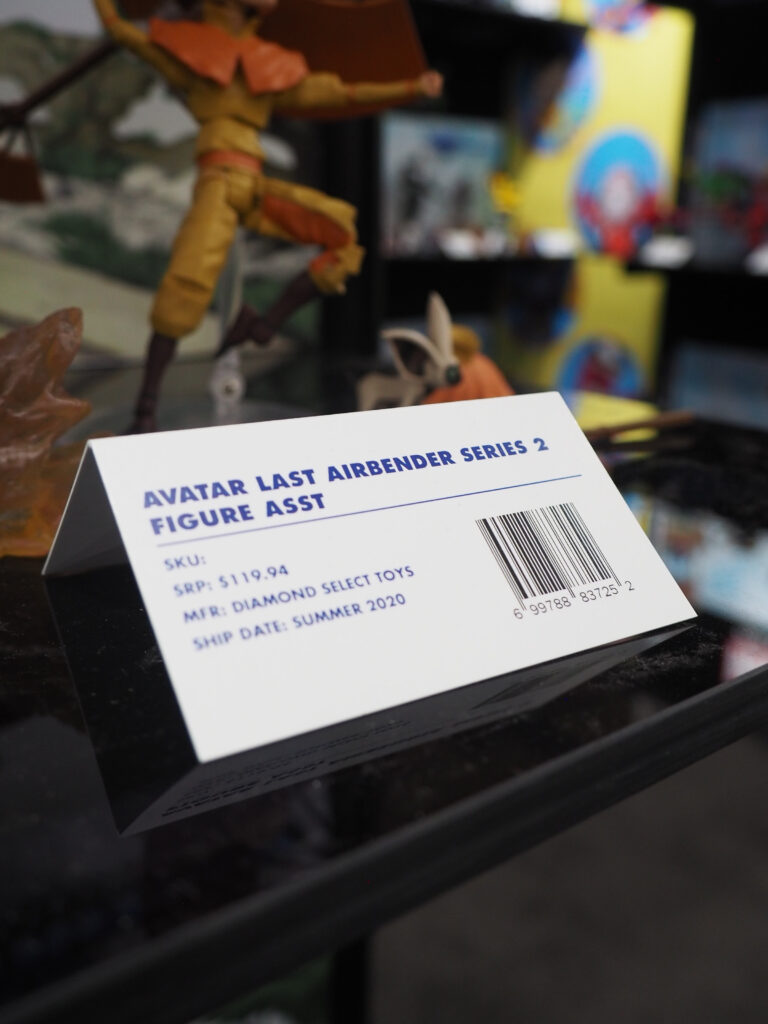 AVATAR LAST AIRBENDER SERIES 2
FIGURE ASST
SKU:
SRP: $119.94
MFR: DIAMOND SELECT TOYS
SHIP DATE: SUMMER 2020
6 99788 83725 2